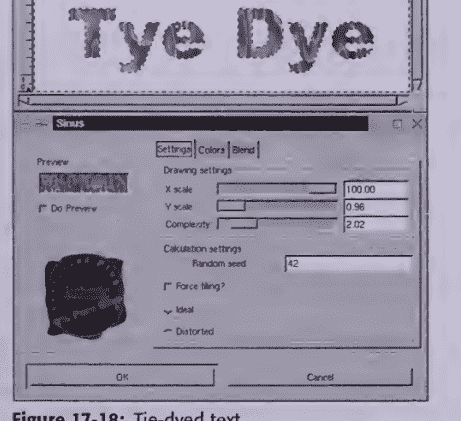 Tye Dye
Sinus
Settings Colors Blend
Preview
Drawing settings
X scale 100.00
Do Preview
Y scale 0.96
Complexity 2.02
Calculation settings
Random seed 42
Force tiling?
Ideal
Distorted
OK Cancel
Figure 17-18: Tie-dyed text